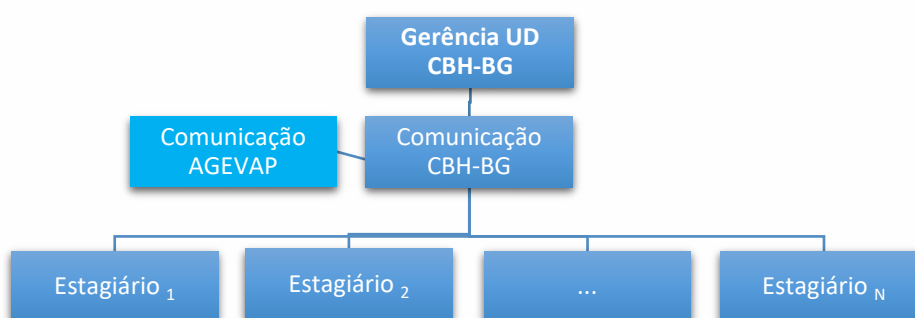 Gerência UD
CBH-BG
Comunicação
AGEVAP
Comunicação
CBH-BG
Estagiário 1
Estagiário 2
...
Estagiário N